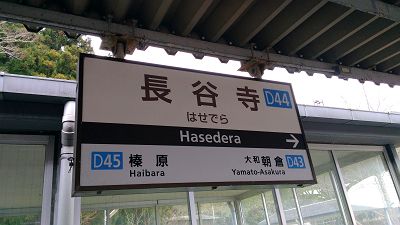 長谷寺 D44
はせでら
Hasedera
D45 榛原 大和朝倉 D43
Haibara Yamato-Asakura